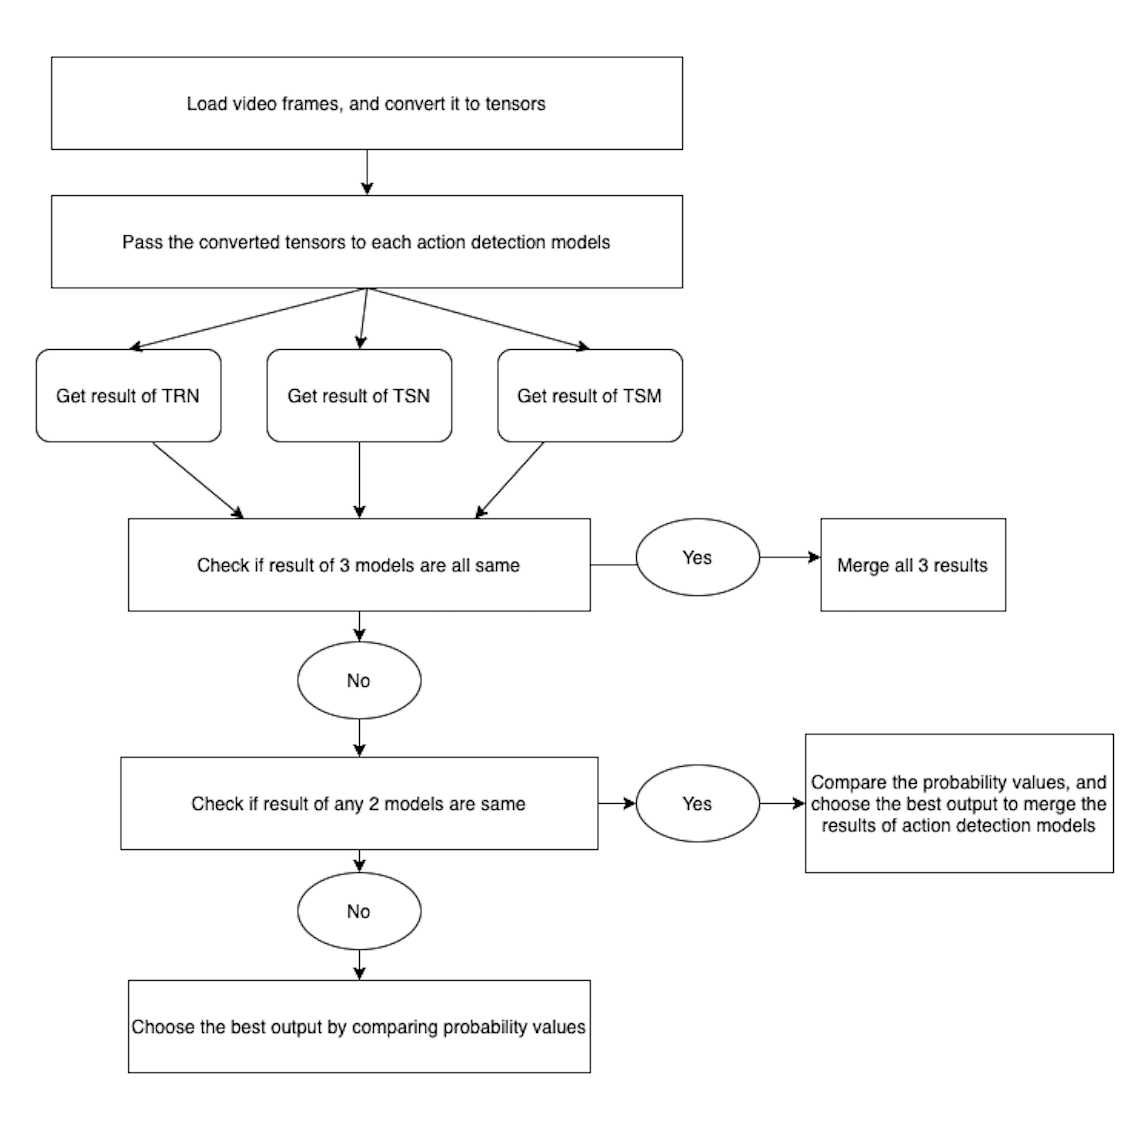 Load video frames, and convert it to tensors
Pass the converted tensors to each action detection models
Get result of TRN
Get result of TSN
Get result of TSM
Check if result of 3 models are all same
Yes
Merge all 3 results
No
Check if result of any 2 models are same
Yes
Compare the probability values, and
choose the best output to merge the
results of action detection models
No
Choose the best output by comparing probability values